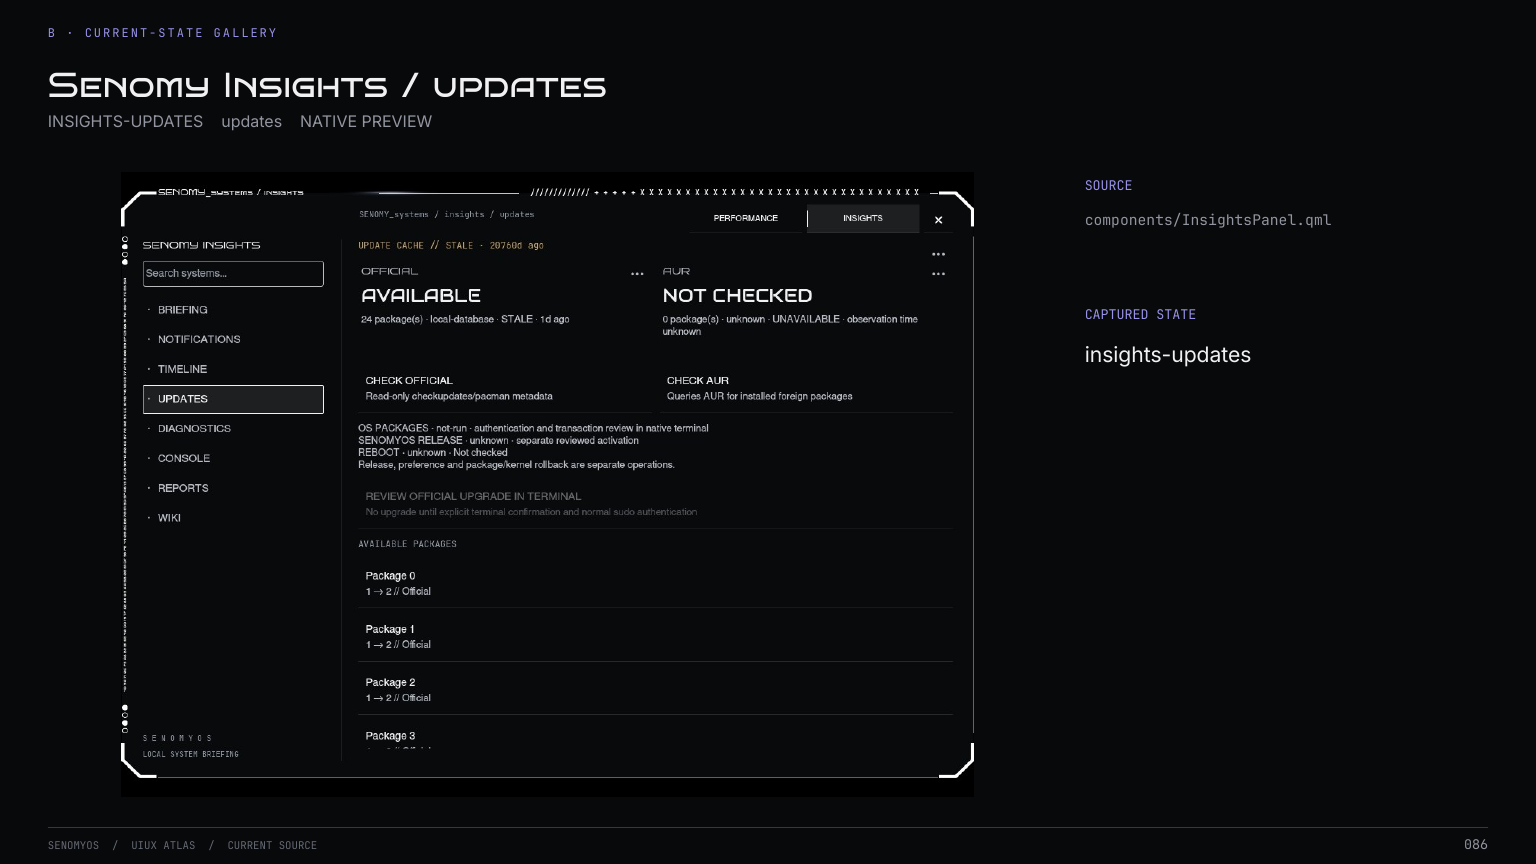 B · CURRENT-STATE GALLERY
Senomy Insights / updates
INSIGHTS-UPDATES updates NATIVE PREVIEW
SENOMY_systems / insights
//////////// + + + + + X X X X X X X X X X X X X X X X X X X X X X X X
SENOMY_systems / insights / updates
PERFORMANCE
INSIGHTS
×
SENOMY INSIGHTS
Search systems...
· BRIEFING
· NOTIFICATIONS
· TIMELINE
· UPDATES
· DIAGNOSTICS
· CONSOLE
· REPORTS
· WIKI
SENOMYOS
LOCAL SYSTEM BRIEFING
UPDATE CACHE // STALE · 20760d ago
OFFICIAL
AVAILABLE
24 package(s) · local-database · STALE · 1d ago
AUR
NOT CHECKED
0 package(s) · unknown · UNAVAILABLE · observation time
unknown
CHECK OFFICIAL
Read-only checkupdates/pacman metadata
CHECK AUR
Queries AUR for installed foreign packages
OS PACKAGES · not-run · authentication and transaction review in native terminal
SENOMYOS RELEASE · unknown · separate reviewed activation
REBOOT · unknown · Not checked
Release, preference and package/kernel rollback are separate operations.
REVIEW OFFICIAL UPGRADE IN TERMINAL
No upgrade until explicit terminal confirmation and normal sudo authentication
AVAILABLE PACKAGES
Package 0
1 → 2 // Official
Package 1
1 → 2 // Official
Package 2
1 → 2 // Official
Package 3
SOURCE
components/InsightsPanel.qml
CAPTURED STATE
insights-updates
SENOMYOS / UIUX ATLAS / CURRENT SOURCE
086